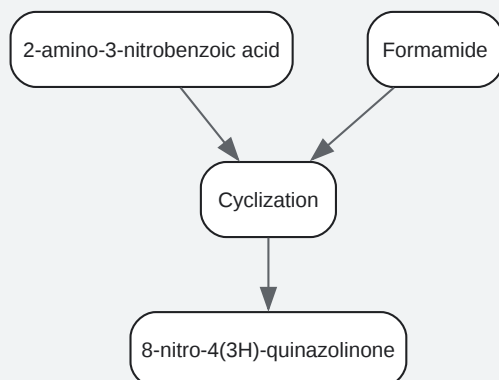 2-amino-3-nitrobenzoic acid
Formamide
Cyclization
8-nitro-4(3H)-quinazolinone